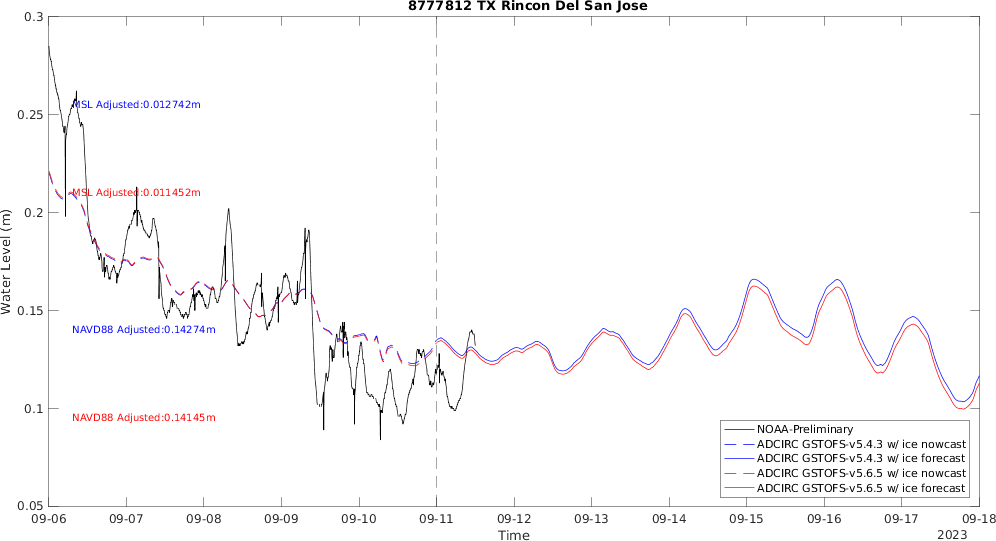 8777812 TX Rincon Del San Jose
0.3
0.25
0.2
0.15
0.1
0.05
Water Level (m)
MSL Adjusted:0.012742m
MSL Adjusted:0.011452m
NAVD88 Adjusted:0.14274m
NAVD88 Adjusted:0.14145m
NOAA-Preliminary
ADCIRC GSTOFS-v5.4.3 w/ ice nowcast
ADCIRC GSTOFS-v5.4.3 w/ ice forecast
ADCIRC GSTOFS-v5.6.5 w/ ice nowcast
ADCIRC GSTOFS-v5.6.5 w/ ice forecast
09-06 09-07 09-08 09-09 09-10 09-11 09-12 09-13 09-14 09-15 09-16 09-17 09-18
Time
2023